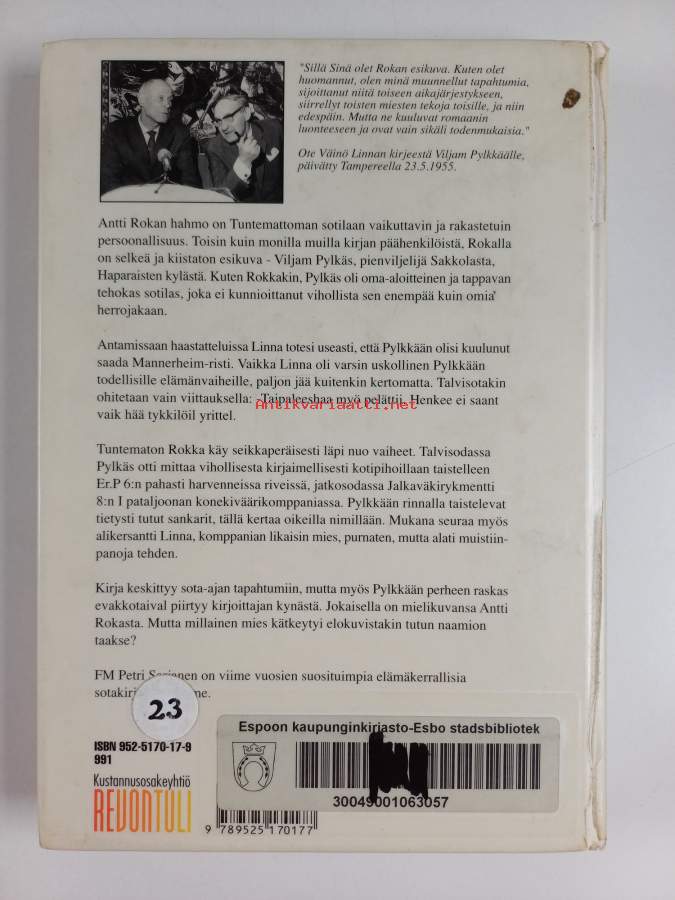 "Sillä Sinä olet Rokan esikuva. Kuten olet
huomannut, olen minä muunnellut tapahtumia,
sijoittanut niitä toiseen aikajärjestykseen,
siirrellyt toisten miesten tekoja toisille, ja niin
edespäin. Mutta ne kuuluvat romaanin
luonteeseen ja ovat vain sikäli todenmukaisia."
Ote Väinö Linnan kirjeestä Viljam Pylkkäälle,
päivätty Tampereella 23.5.1955.
Antti Rokan hahmo on Tuntemattoman sotilaan vaikuttavin ja rakastetuin
persoonallisuus. Toisin kuin monilla muilla kirjan päähenkilöistä, Rokalla
on selkeä ja kiistaton esikuva - Viljam Pylkäs, pienviljelijä Sakkolasta,
Haparaisten kylästä. Kuten Rokkakin, Pylkäs oli oma-aloitteinen ja tappavan
tehokas sotilas, joka ei kunnioittanut vihollista sen enempää kuin omia
herrojakaan.
Antamissaan haastatteluissa Linna totesi useasti, että Pylkkään olisi kuulunut
saada Mannerheim-risti. Vaikka Linna oli varsin uskollinen Pylkkään
todellisille elämänvaiheille, paljon jää kuitenkin kertomatta. Talvisotakin
ohitetaan vain viittauksella: -Taipaleeshaa myö pelättii. Henkee ei saant
vaik hää tykkilöil yrittel.
Antikvariaatti.net
Tuntematon Rokka käy seikkaperäisesti läpi nuo vaiheet. Talvisodassa
Pylkäs otti mittaa vihollisesta kirjaimellisesti kotipihoillaan taistelleen
Er.P 6:n pahasti harvenneissa riveissä, jatkosodassa Jalkaväkirykmentti
8:n I pataljoonan konekiväärikomppaniassa. Pylkkään rinnalla taistelevat
tietysti tutut sankarit, tällä kertaa oikeilla nimillään. Mukana seuraa myös
alikersantti Linna, komppanian likaisin mies, purnaten, mutta alati muistiin-
panoja tehden.
Kirja keskittyy sota-ajan tapahtumiin, mutta myös Pylkkään perheen raskas
evakkotaival piirtyy kirjoittajan kynästä. Jokaisella on mielikuvansa Antti
Rokasta. Mutta millainen mies kätkeytyi elokuvistakin tutun naamion
taakse?
FM Petri on viime vuosien suosituimpia elämäkerrallisia
23
ISBN 952-5170-17-9
991
Kustannusosakeyhtiö
REVONTULI
Espoon kaupunginkirjasto-Esbo stadsbibliotek
30049001063057
9 789525 170177